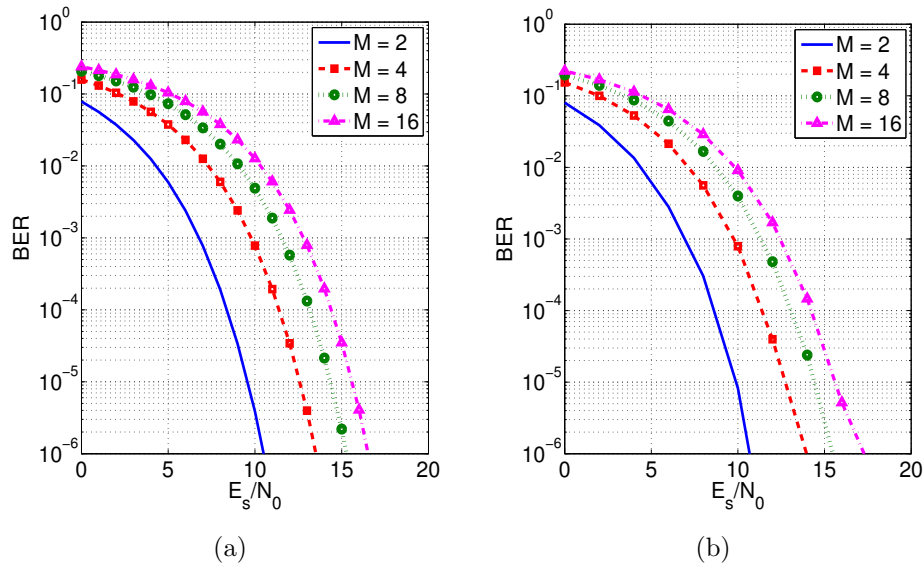 10^0
10^-1
10^-2
10^-3
10^-4
10^-5
10^-6
BER
0 5 10 15 20
E_s/N_0
M = 2
M = 4
M = 8
M = 16
(a)
10^0
10^-1
10^-2
10^-3
10^-4
10^-5
10^-6
BER
0 5 10 15 20
E_s/N_0
M = 2
M = 4
M = 8
M = 16
(b)